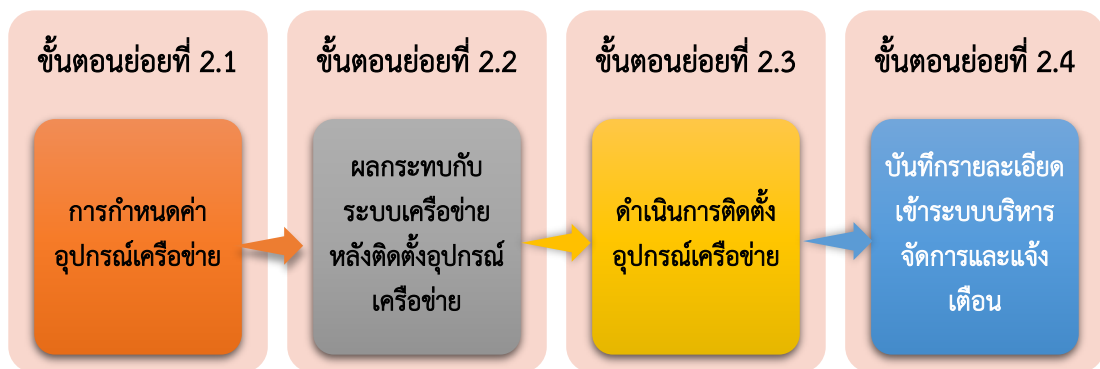 ขั้นตอนย่อยที่ 2.1
การกำหนดค่า
อุปกรณ์เครือข่าย
ขั้นตอนย่อยที่ 2.2
ผลกระทบกับ
ระบบเครือข่าย
หลังติดตั้งอุปกรณ์
เครือข่าย
ขั้นตอนย่อยที่ 2.3
ดำเนินการติดตั้ง
อุปกรณ์เครือข่าย
ขั้นตอนย่อยที่ 2.4
บันทึกรายละเอียด
เข้าระบบบริหาร
จัดการและแจ้ง
เตือน